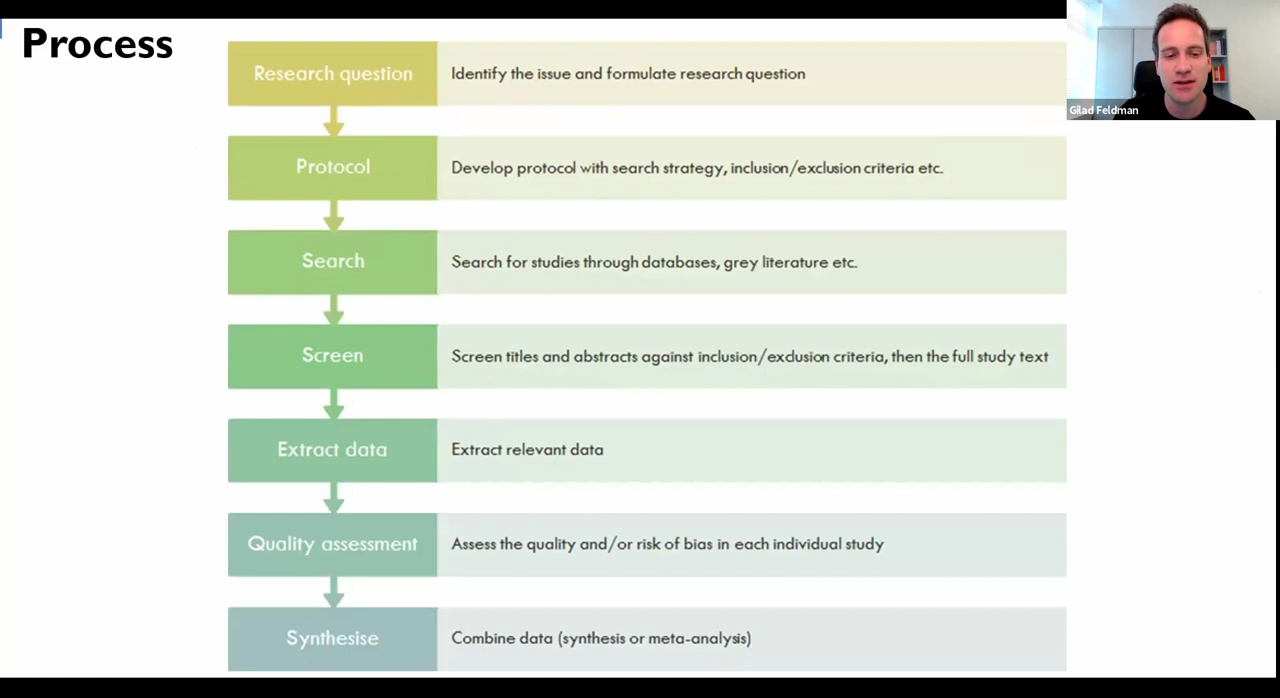 Process
Research question
Identify the issue and formulate research question
Protocol
Develop protocol with search strategy, inclusion/exclusion criteria etc.
Search
Search for studies through databases, grey literature etc.
Screen
Screen titles and abstracts against inclusion/exclusion criteria, then the full study text
Extract data
Extract relevant data
Quality assessment
Assess the quality and/or risk of bias in each individual study
Synthesise
Combine data (synthesis or meta-analysis)
Gilad Feldman